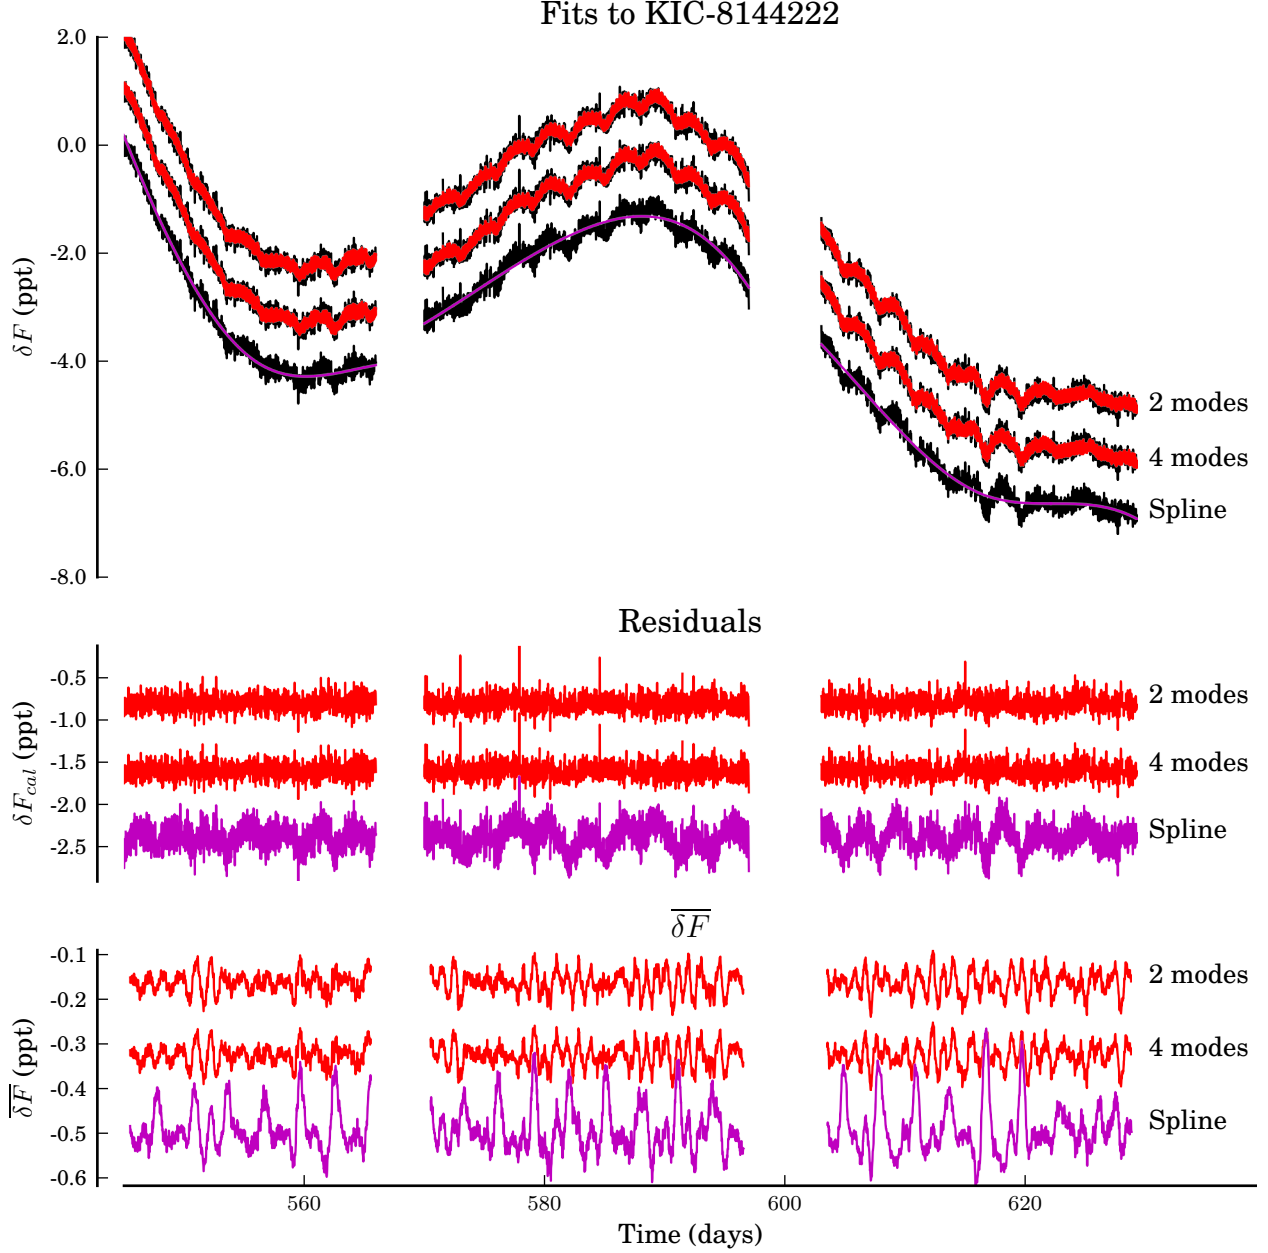 Fits to KIC-8144222
2.0
0.0
-2.0
-4.0
-6.0
-8.0
δF (ppt)
2 modes
4 modes
Spline
Residuals
-0.5
-1.0
-1.5
-2.0
-2.5
δF_cal (ppt)
2 modes
4 modes
Spline
\overline{δF}
-0.1
-0.2
-0.3
-0.4
-0.5
-0.6
\overline{δF} (ppt)
2 modes
4 modes
Spline
560 580 600 620
Time (days)